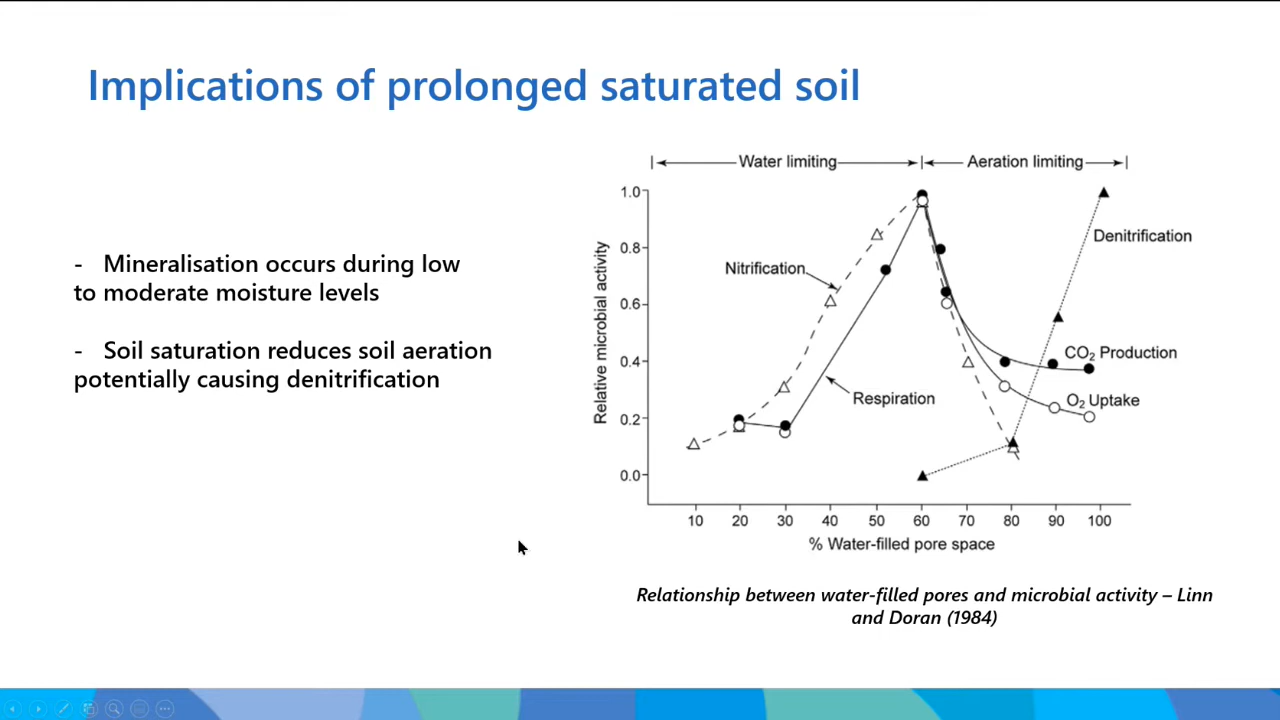 Implications of prolonged saturated soil
- Mineralisation occurs during low
to moderate moisture levels
- Soil saturation reduces soil aeration
potentially causing denitrification
Water limiting
Aeration limiting
Relative microbial activity
1.0
0.8
0.6
0.4
0.2
0.0
Nitrification
Respiration
Denitrification
CO₂ Production
O₂ Uptake
10 20 30 40 50 60 70 80 90 100
% Water-filled pore space
Relationship between water-filled pores and microbial activity – Linn
and Doran (1984)